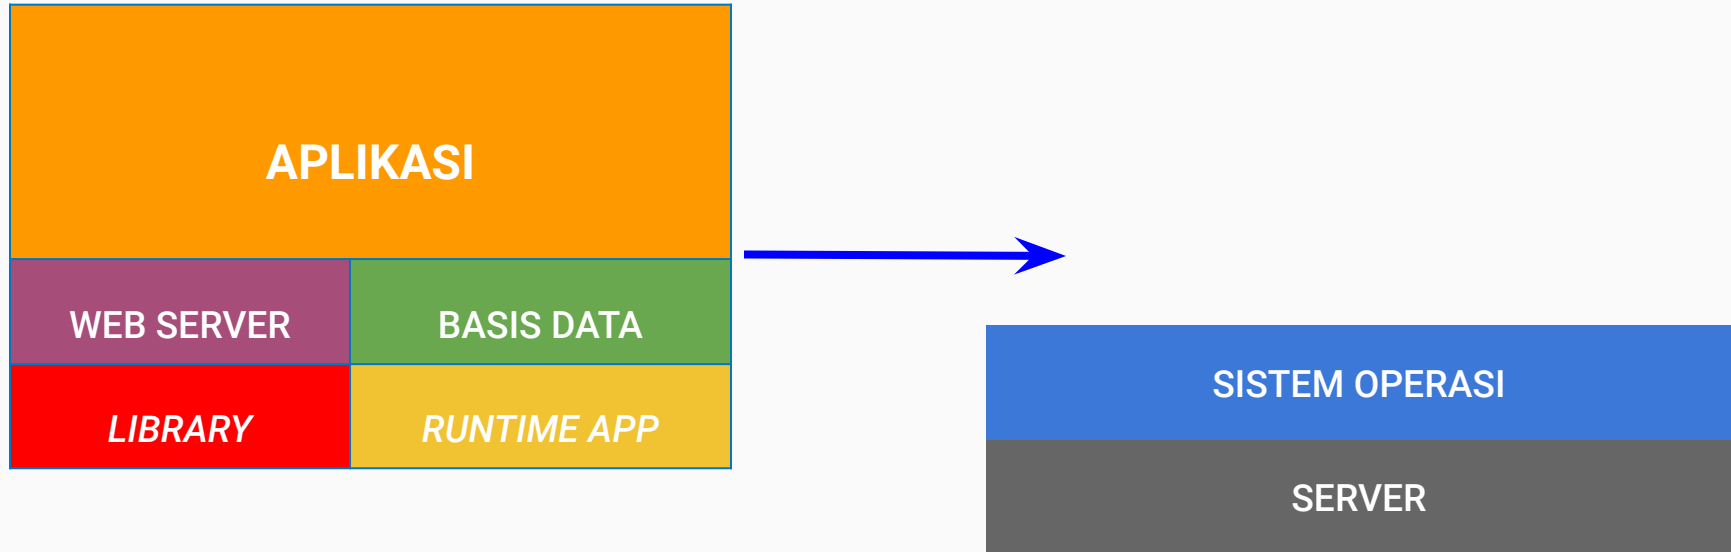 APLIKASI
WEB SERVER
BASIS DATA
LIBRARY
RUNTIME APP
SISTEM OPERASI
SERVER